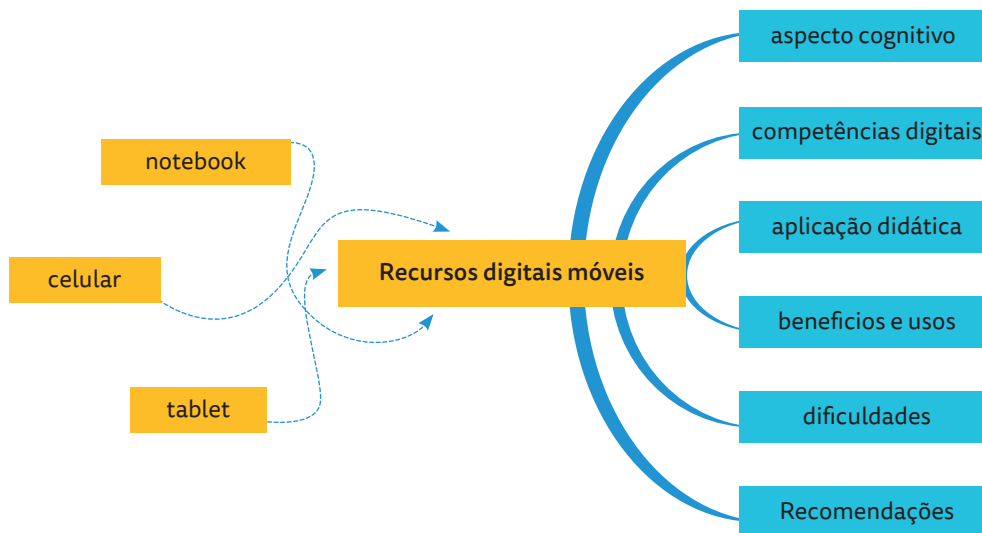 notebook
celular
tablet
Recursos digitais móveis
aspecto cognitivo
competências digitais
aplicação didática
beneficios e usos
dificuldades
Recomendações